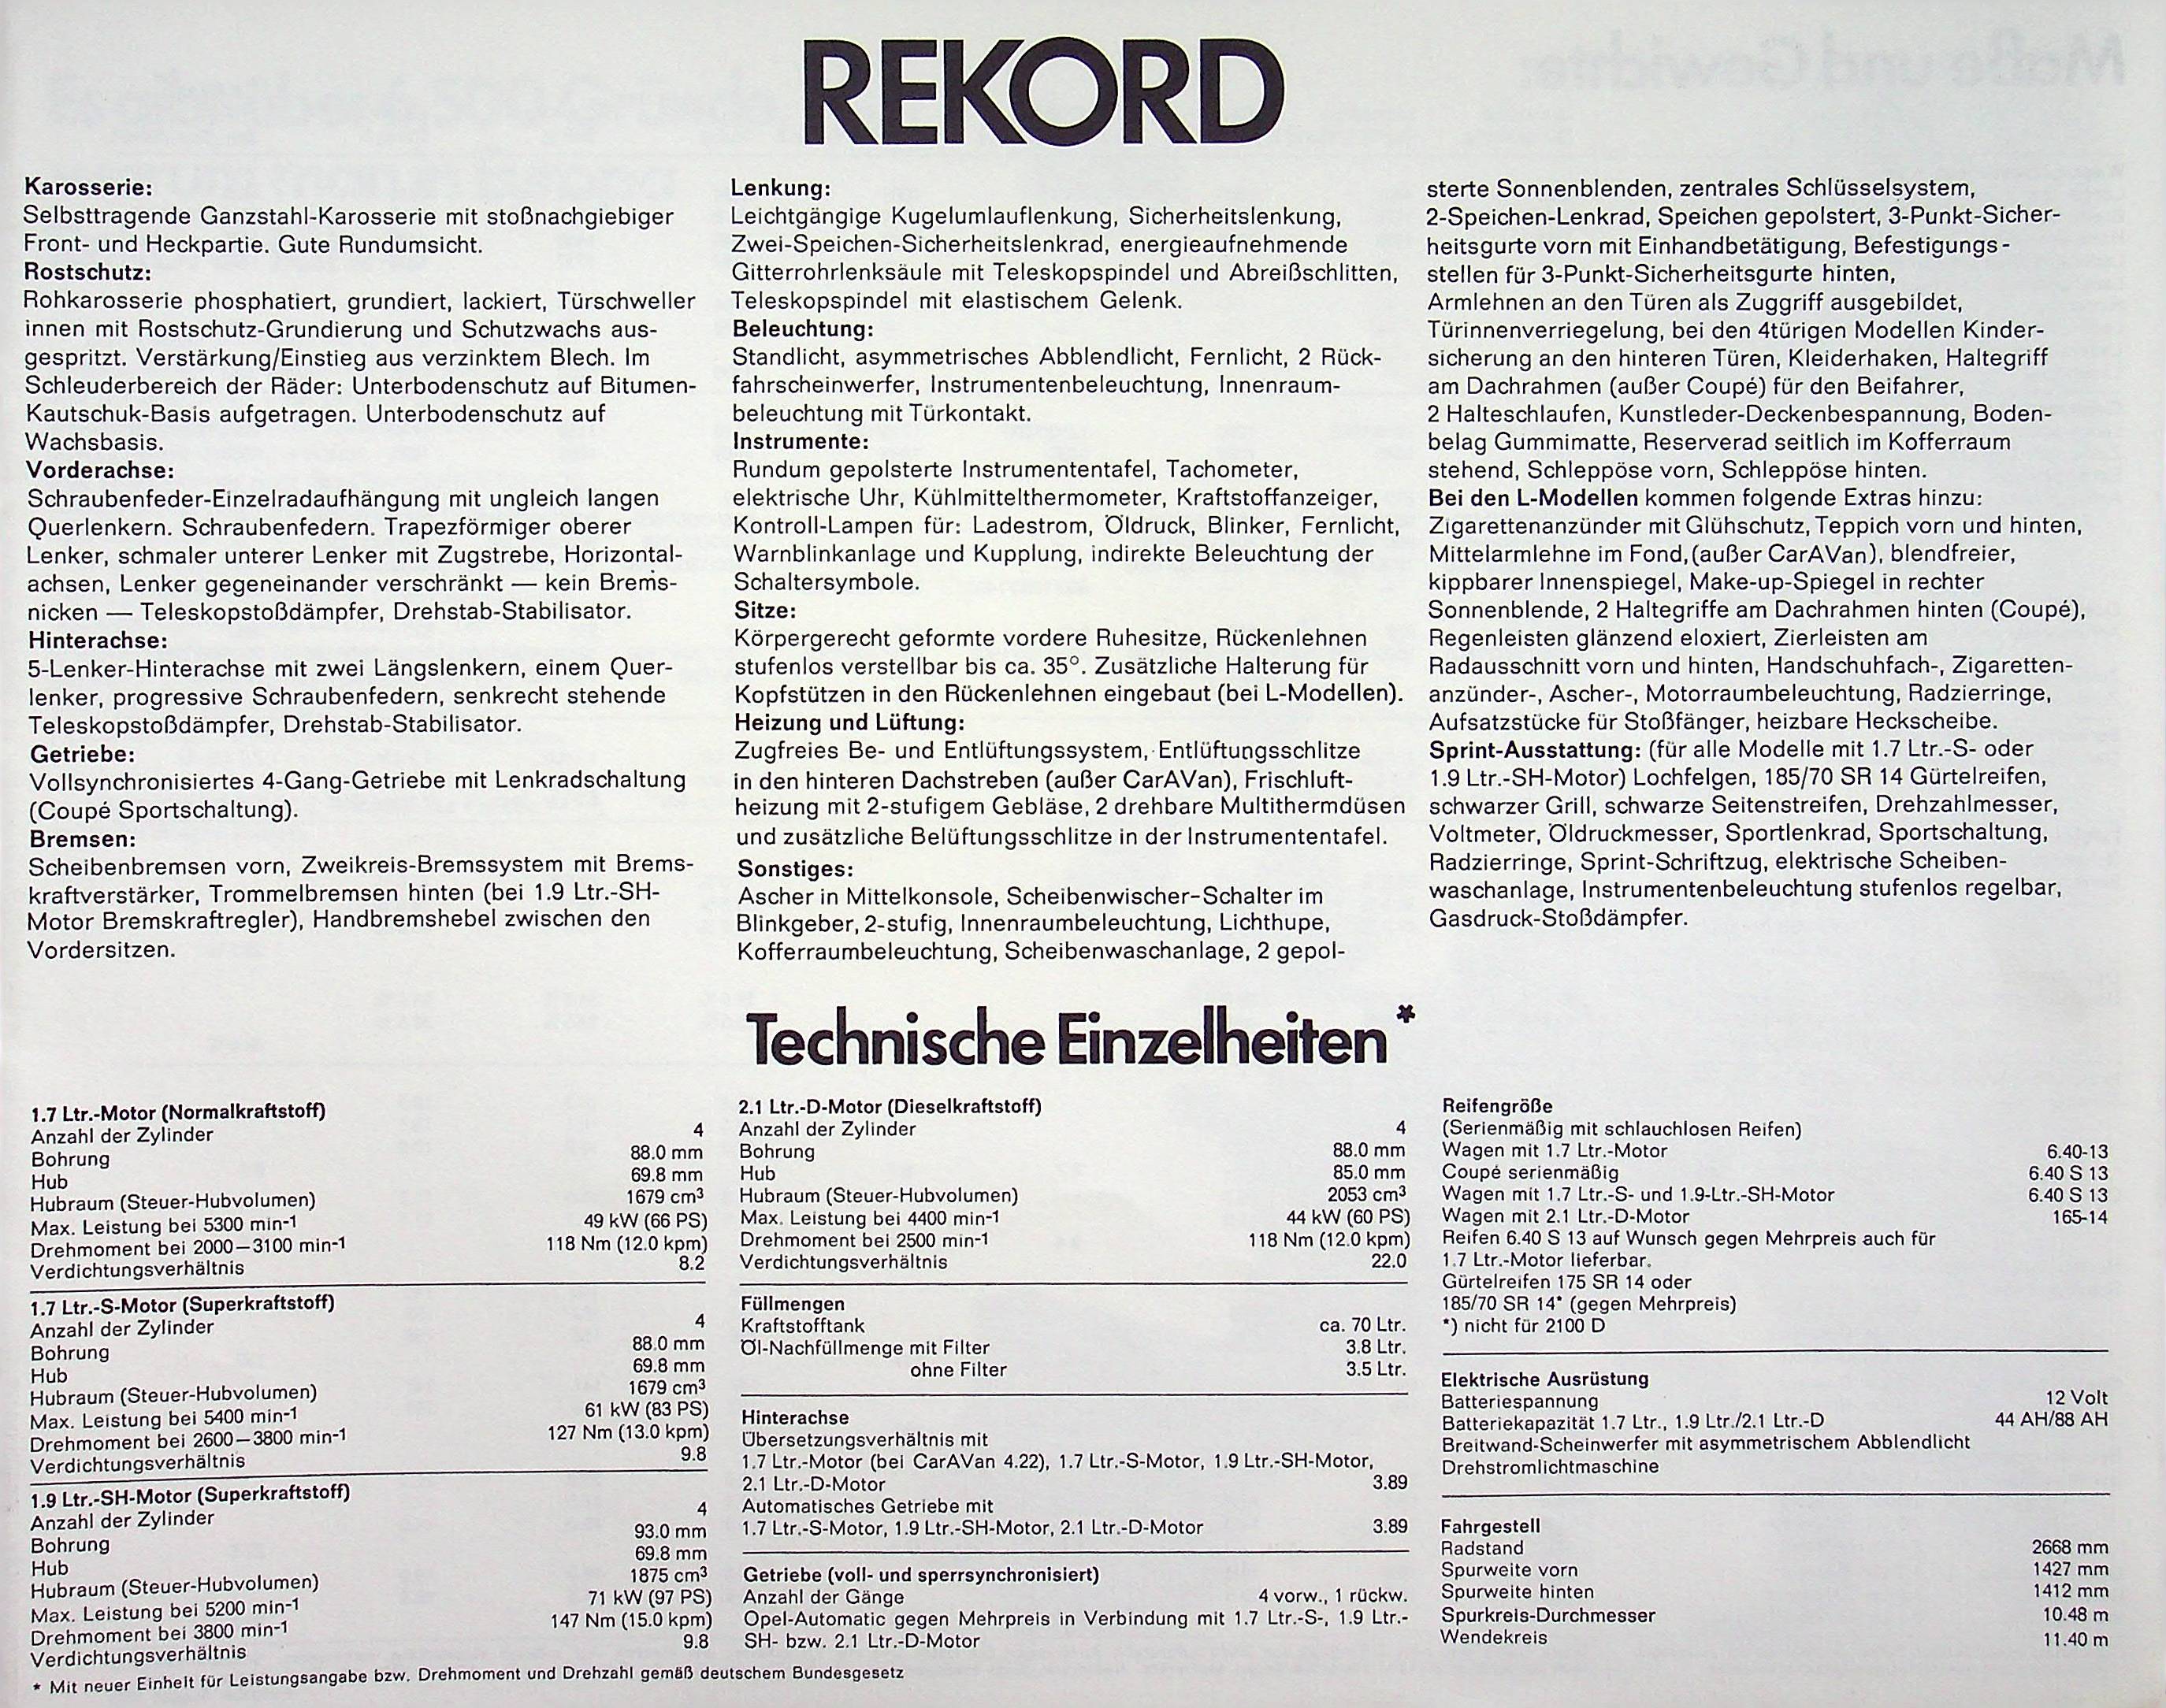 REKORD
Karosserie:
Selbsttragende Ganzstahl-Karosserie mit stoßnachgiebiger
Front- und Heckpartie. Gute Rundumsicht.
Rostschutz:
Rohkarosserie phosphatiert, grundiert, lackiert, Türschweller
innen mit Rostschutz-Grundierung und Schutzwachs aus-
gespritzt. Verstärkung/Einstieg aus verzinktem Blech. Im
Schleuderbereich der Räder: Unterbodenschutz auf Bitumen-
Kautschuk-Basis aufgetragen. Unterbodenschutz auf
Wachsbasis.
Vorderachse:
Schraubenfeder-Einzelradaufhängung mit ungleich langen
Querlenkern. Schraubenfedern. Trapezförmiger oberer
Lenker, schmaler unterer Lenker mit Zugstrebe, Horizontal-
achsen, Lenker gegeneinander verschränkt — kein Brems-
nicken — Teleskopstoßdämpfer, Drehstab-Stabilisator.
Hinterachse:
5-Lenker-Hinterachse mit zwei Längslenkern, einem Quer-
lenker, progressive Schraubenfedern, senkrecht stehende
Teleskopstoßdämpfer, Drehstab-Stabilisator.
Getriebe:
Vollsynchronisiertes 4-Gang-Getriebe mit Lenkradschaltung
(Coupé Sportschaltung).
Bremsen:
Scheibenbremsen vorn, Zweikreis-Bremssystem mit Brems-
kraftverstärker, Trommelbremsen hinten (bei 1.9 Ltr.-SH-
Motor Bremskraftregler), Handbremshebel zwischen den
Vordersitzen.
Lenkung:
Leichtgängige Kugelumlauflenkung, Sicherheitslenkung,
Zwei-Speichen-Sicherheitslenkrad, energieaufnehmende
Gitterrohrlenksäule mit Teleskopspindel und Abreißschlitten,
Teleskopspindel mit elastischem Gelenk.
Beleuchtung:
Standlicht, asymmetrisches Abblendlicht, Fernlicht, 2 Rück-
fahrscheinwerfer, Instrumentenbeleuchtung, Innenraum-
beleuchtung mit Türkontakt.
Instrumente:
Rundum gepolsterte Instrumententafel, Tachometer,
elektrische Uhr, Kühlmittelthermometer, Kraftstoffanzeiger,
Kontroll-Lampen für: Ladestrom, Öldruck, Blinker, Fernlicht,
Warnblinkanlage und Kupplung, indirekte Beleuchtung der
Schaltersymbole.
Sitze:
Körpergerecht geformte vordere Ruhesitze, Rückenlehnen
stufenlos verstellbar bis ca. 35°. Zusätzliche Halterung für
Kopfstützen in den Rückenlehnen eingebaut (bei L-Modellen).
Heizung und Lüftung:
Zugfreies Be- und Entlüftungssystem, Entlüftungsschlitze
in den hinteren Dachstreben (außer CarAVan), Frischluft-
heizung mit 2-stufigem Gebläse, 2 drehbare Multithermdüsen
und zusätzliche Belüftungsschlitze in der Instrumententafel.
Sonstiges:
Ascher in Mittelkonsole, Scheibenwischer-Schalter im
Blinkgeber, 2-stufig, Innenraumbeleuchtung, Lichthupe,
Kofferraumbeleuchtung, Scheibenwaschanlage, 2 gepol-
sterte Sonnenblenden, zentrales Schlüsselsystem,
2-Speichen-Lenkrad, Speichen gepolstert, 3-Punkt-Sicher-
heitsgurte vorn mit Einhandbetätigung, Befestigungs-
stellen für 3-Punkt-Sicherheitsgurte hinten,
Armlehnen an den Türen als Zuggriff ausgebildet,
Türinnenverriegelung, bei den 4türigen Modellen Kinder-
sicherung an den hinteren Türen, Kleiderhaken, Haltegriff
am Dachrahmen (außer Coupé) für den Beifahrer,
2 Halteschlaufen, Kunstleder-Deckenbespannung, Boden-
belag Gummimatte, Reserverad seitlich im Kofferraum
stehend, Schleppöse vorn, Schleppöse hinten.
Bei den L-Modellen kommen folgende Extras hinzu:
Zigarettenanzünder mit Glühschutz, Teppich vorn und hinten,
Mittelarmlehne im Fond, (außer CarAVan), blendfreier,
kippbarer Innenspiegel, Make-up-Spiegel in rechter
Sonnenblende, 2 Haltegriffe am Dachrahmen hinten (Coupé),
Regenleisten glänzend eloxiert, Zierleisten am
Radausschnitt vorn und hinten, Handschuhfach-, Zigaretten-
anzünder-, Ascher-, Motorraumbeleuchtung, Radzierringe,
Aufsatzstücke für Stoßfänger, heizbare Heckscheibe.
Sprint-Ausstattung: (für alle Modelle mit 1.7 Ltr.-S- oder
1.9 Ltr.-SH-Motor) Lochfelgen, 185/70 SR 14 Gürtelreifen,
schwarzer Grill, schwarze Seitenstreifen, Drehzahlmesser,
Voltmeter, Öldruckmesser, Sportlenkrad, Sportschaltung,
Radzierringe, Sprint-Schriftzug, elektrische Scheiben-
waschanlage, Instrumentenbeleuchtung stufenlos regelbar,
Gasdruck-Stoßdämpfer.
Technische Einzelheiten*
1.7 Ltr.-Motor (Normalkraftstoff)
Anzahl der Zylinder 4
Bohrung 88.0 mm
Hub 69.8 mm
Hubraum (Steuer-Hubvolumen) 1679 cm³
Max. Leistung bei 5300 min-1 49 kW (66 PS)
Drehmoment bei 2000–3100 min-1 118 Nm (12.0 kpm)
Verdichtungsverhältnis 8.2
1.7 Ltr.-S-Motor (Superkraftstoff)
Anzahl der Zylinder 4
Bohrung 88.0 mm
Hub 69.8 mm
Hubraum (Steuer-Hubvolumen) 1679 cm³
Max. Leistung bei 5400 min-1 61 kW (83 PS)
Drehmoment bei 2600–3800 min-1 127 Nm (13.0 kpm)
Verdichtungsverhältnis 9.8
1.9 Ltr.-SH-Motor (Superkraftstoff)
Anzahl der Zylinder 4
Bohrung 93.0 mm
Hub 69.8 mm
Hubraum (Steuer-Hubvolumen) 1875 cm³
Max. Leistung bei 5200 min-1 71 kW (97 PS)
Drehmoment bei 3800 min-1 147 Nm (15.0 kpm)
Verdichtungsverhältnis 9.8
2.1 Ltr.-D-Motor (Dieselkraftstoff)
Anzahl der Zylinder 4
Bohrung 88.0 mm
Hub 85.0 mm
Hubraum (Steuer-Hubvolumen) 2053 cm³
Max. Leistung bei 4400 min-1 44 kW (60 PS)
Drehmoment bei 2500 min-1 118 Nm (12.0 kpm)
Verdichtungsverhältnis 22.0
Füllmengen
Kraftstofftank ca. 70 Ltr.
Öl-Nachfüllmenge mit Filter 3.8 Ltr.
ohne Filter 3.5 Ltr.
Hinterachse
Übersetzungsverhältnis mit
1.7 Ltr.-Motor (bei CarAVan 4.22), 1.7 Ltr.-S-Motor, 1.9 Ltr.-SH-Motor,
2.1 Ltr.-D-Motor 3.89
Automatisches Getriebe mit
1.7 Ltr.-S-Motor, 1.9 Ltr.-SH-Motor, 2.1 Ltr.-D-Motor 3.89
Getriebe (voll- und sperrsynchronisiert)
Anzahl der Gänge 4 vorw., 1 rückw.
Opel-Automatic gegen Mehrpreis in Verbindung mit 1.7 Ltr.-S-, 1.9 Ltr.-
SH- bzw. 2.1 Ltr.-D-Motor
Reifengröße
(Serienmäßig mit schlauchlosen Reifen)
Wagen mit 1.7 Ltr.-Motor 6.40-13
Coupé serienmäßig 6.40 S 13
Wagen mit 1.7 Ltr.-S- und 1.9-Ltr.-SH-Motor 6.40 S 13
Wagen mit 2.1 Ltr.-D-Motor 165-14
Reifen 6.40 S 13 auf Wunsch gegen Mehrpreis auch für
1.7 Ltr.-Motor lieferbar.
Gürtelreifen 175 SR 14 oder
185/70 SR 14* (gegen Mehrpreis)
*) nicht für 2100 D
Elektrische Ausrüstung
Batteriespannung 12 Volt
Batteriekapazität 1.7 Ltr., 1.9 Ltr./2.1 Ltr.-D 44 AH/88 AH
Breitwand-Scheinwerfer mit asymmetrischem Abblendlicht
Drehstromlichtmaschine
Fahrgestell
Radstand 2668 mm
Spurweite vorn 1427 mm
Spurweite hinten 1412 mm
Spurkreis-Durchmesser 10.48 m
Wendekreis 11.40 m
* Mit neuer Einheit für Leistungsangabe bzw. Drehmoment und Drehzahl gemäß deutschem Bundesgesetz